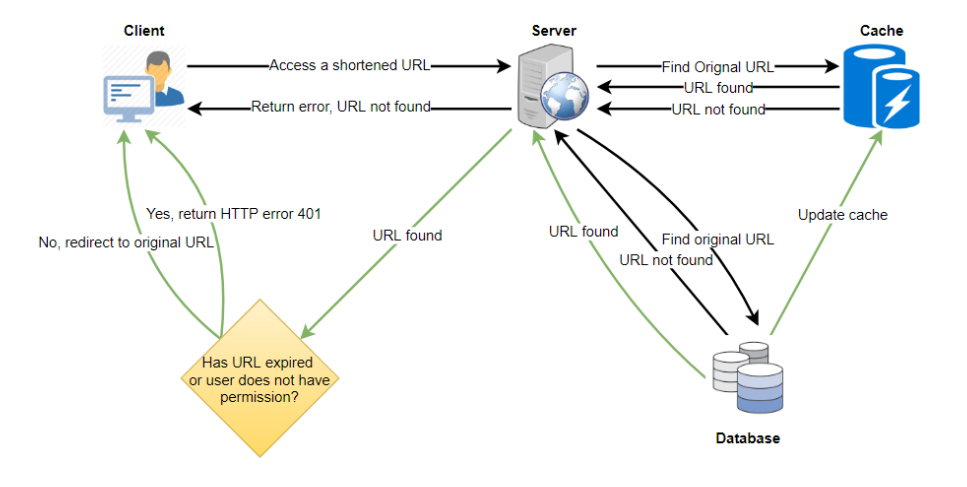 Client
Server
Cache
Access a shortened URL
Find Orignal URL
URL found
Return error, URL not found
URL not found
Yes, return HTTP error 401
Update cache
No, redirect to original URL
URL found
URL found
Find original URL
URL not found
Has URL expired
or user does not have
permission?
Database